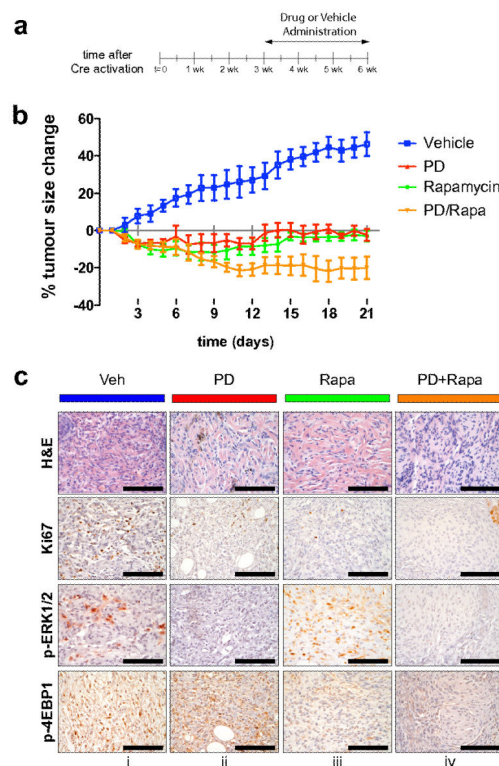 a
Drug or Vehicle
Administration
time after
Cre activation
t=0 1 wk 2 wk 3 wk 4 wk 5 wk 6 wk
b
% tumour size change
60
40
20
0
-20
-40
3 6 9 12 15 18 21
time (days)
Vehicle
PD
Rapamycin
PD/Rapa
c
Veh PD Rapa PD+Rapa
H&E
Ki67
p-ERK1/2
p-4EBP1
i ii iii iv